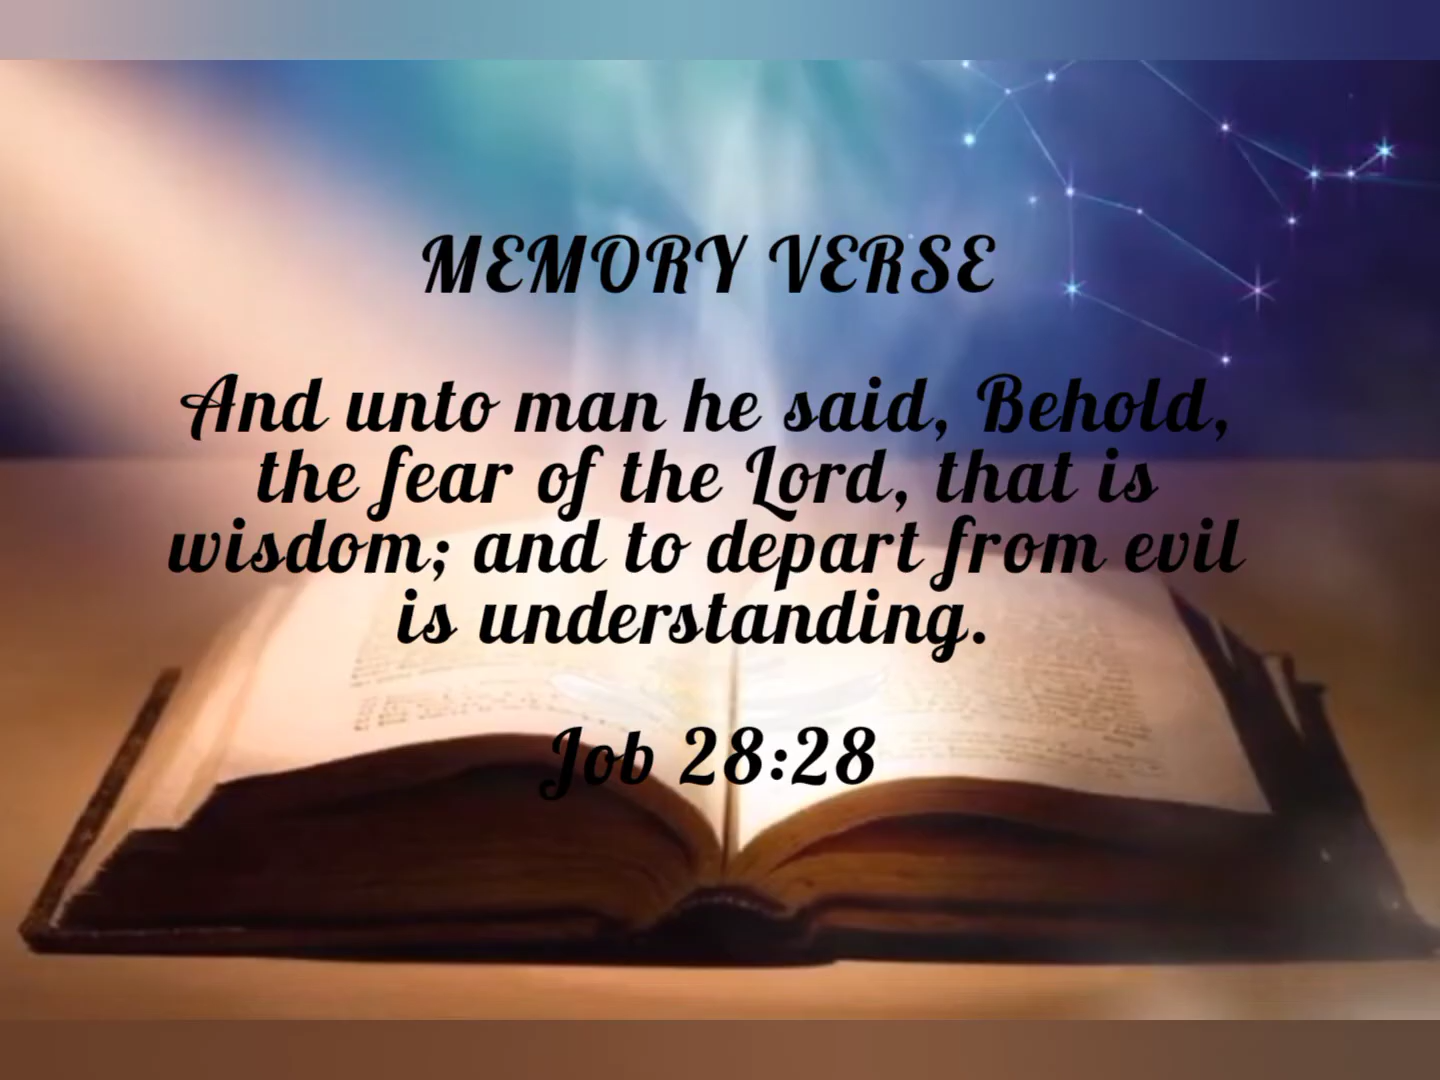 MEMORY VERSE
And unto man he said, Behold,
the fear of the Lord, that is
wisdom; and to depart from evil
is understanding.
Job 28:28